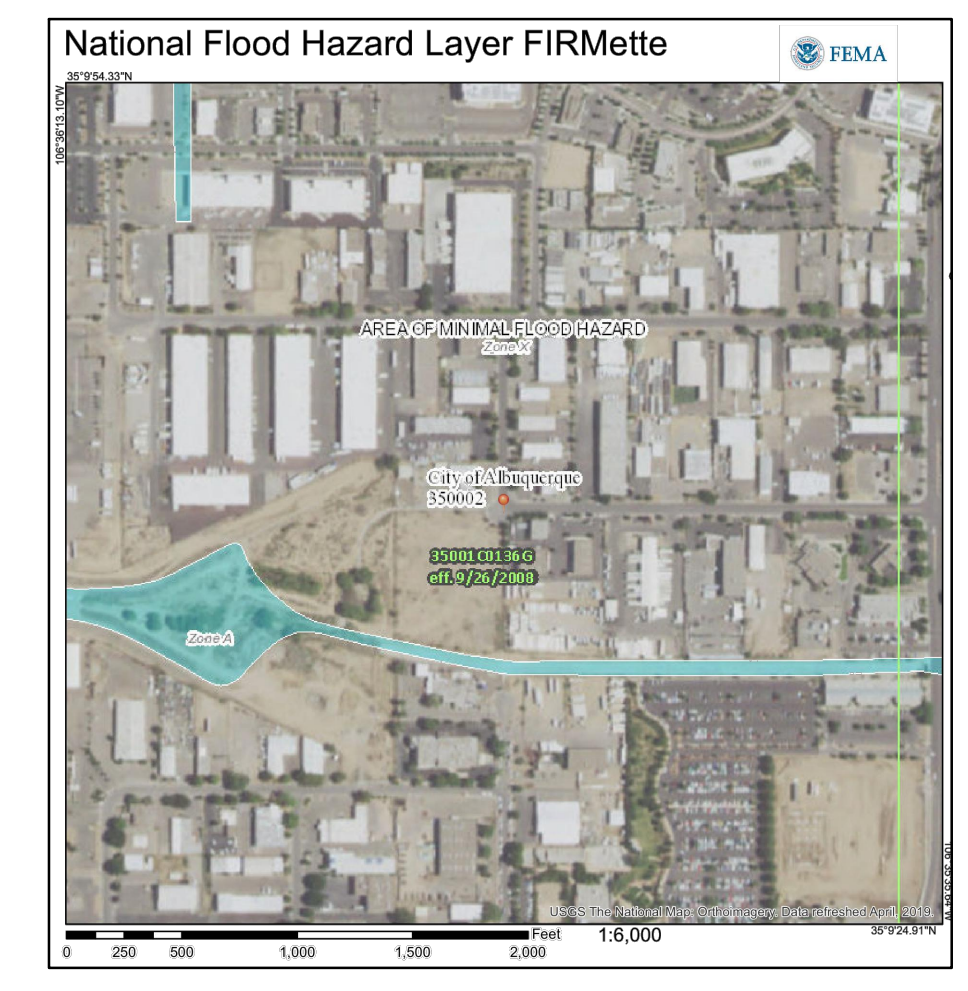 National Flood Hazard Layer FIRMette
FEMA
35°9'54.33"N
106°36'13.10"W
AREA OF MINIMAL FLOOD HAZARD
Zone X
City of Albuquerque
350002
35001C0136G
eff. 9/26/2008
Zone A
USGS The National Map: Orthoimagery. Data refreshed April, 2019.
Feet
1:6,000
35°9'24.91"N
0 250 500 1,000 1,500 2,000